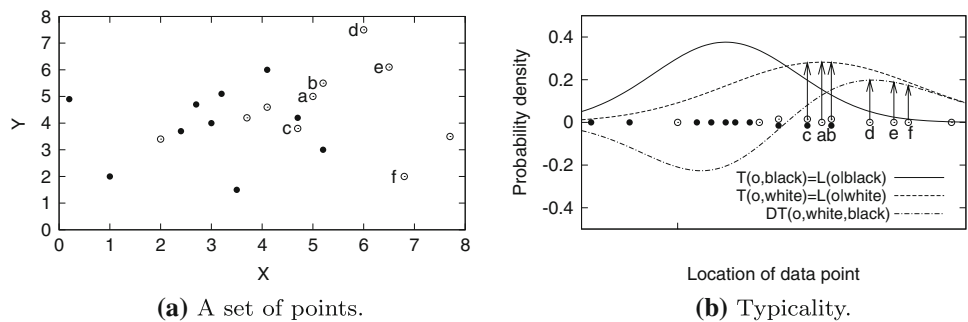 8
7
6
5
4
3
2
1
0
Y
0 1 2 3 4 5 6 7 8
X
d
e
b
a
c
f
(a) A set of points.
0.4
0.2
0
-0.2
-0.4
Probability density
c a b d e f
T(o,black)=L(o|black)
T(o,white)=L(o|white)
DT(o,white,black)
Location of data point
(b) Typicality.